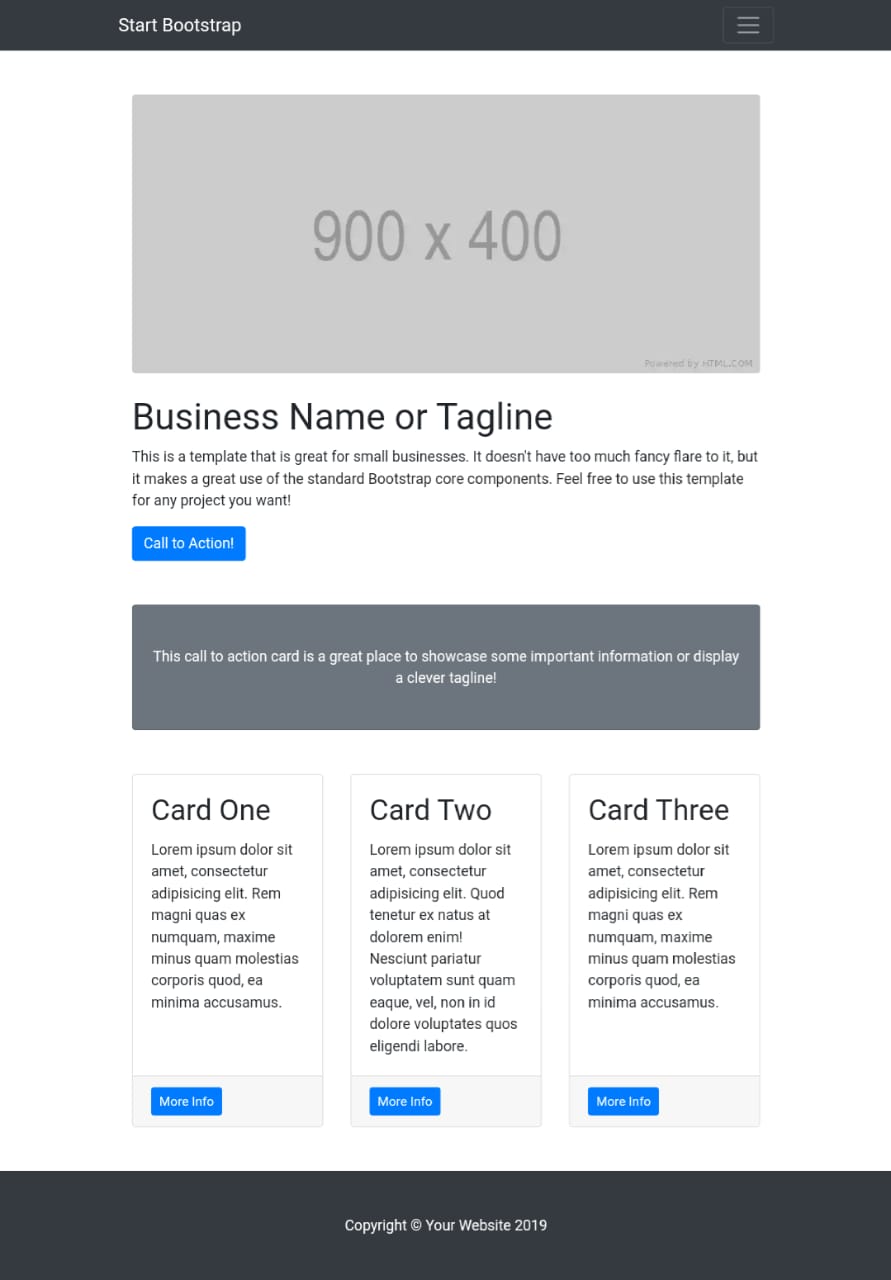 Start Bootstrap
900 x 400
Powered by HTML.COM
Business Name or Tagline
This is a template that is great for small businesses. It doesn't have too much fancy flare to it, but
it makes a great use of the standard Bootstrap core components. Feel free to use this template
for any project you want!
Call to Action!
This call to action card is a great place to showcase some important information or display
a clever tagline!
Card One
Lorem ipsum dolor sit
amet, consectetur
adipisicing elit. Rem
magni quas ex
numquam, maxime
minus quam molestias
corporis quod, ea
minima accusamus.
More Info
Card Two
Lorem ipsum dolor sit
amet, consectetur
adipisicing elit. Quod
tenetur ex natus at
dolorem enim!
Nesciunt pariatur
voluptatem sunt quam
eaque, vel, non in id
dolore voluptates quos
eligendi labore.
More Info
Card Three
Lorem ipsum dolor sit
amet, consectetur
adipisicing elit. Rem
magni quas ex
numquam, maxime
minus quam molestias
corporis quod, ea
minima accusamus.
More Info
Copyright © Your Website 2019